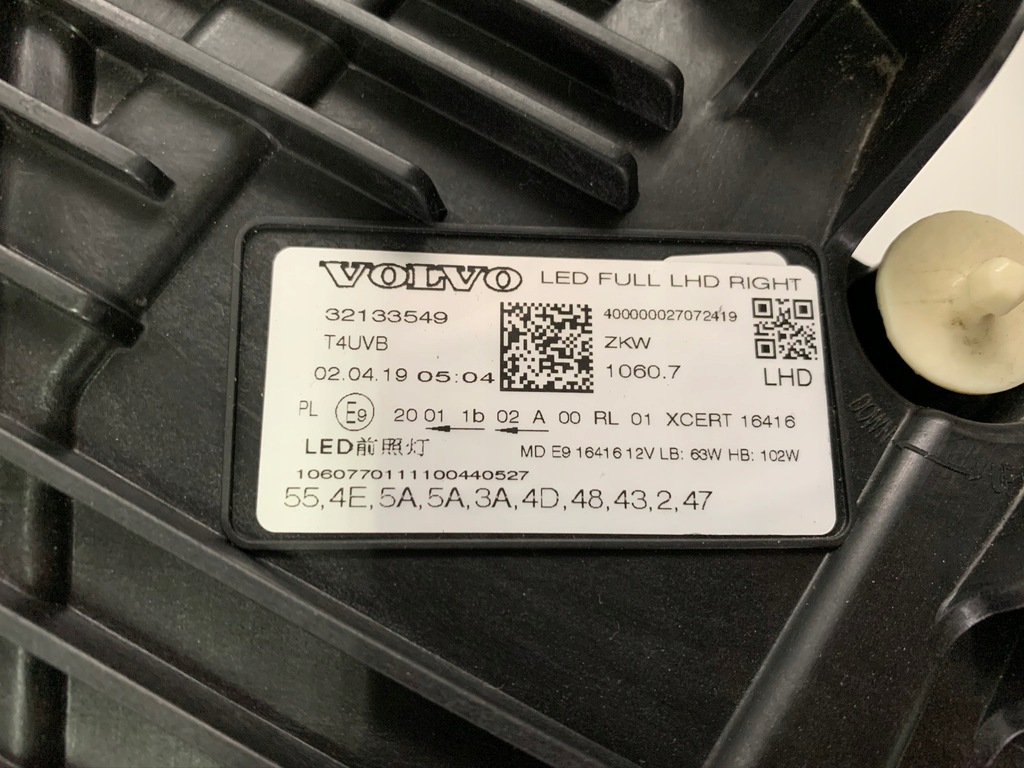 VOLVO LED FULL LHD RIGHT
32133549
400000027072419
T4UVB
ZKW
02.04.19 05:04
1060.7
LHD
PL E9 20 01 1b 02 A 00 RL 01 XCERT 16416
LED前照灯
MD E9 16416 12V LB: 63W HB: 102W
1060770111100440527
55,4E,5A,5A,3A,4D,48,43,2,47